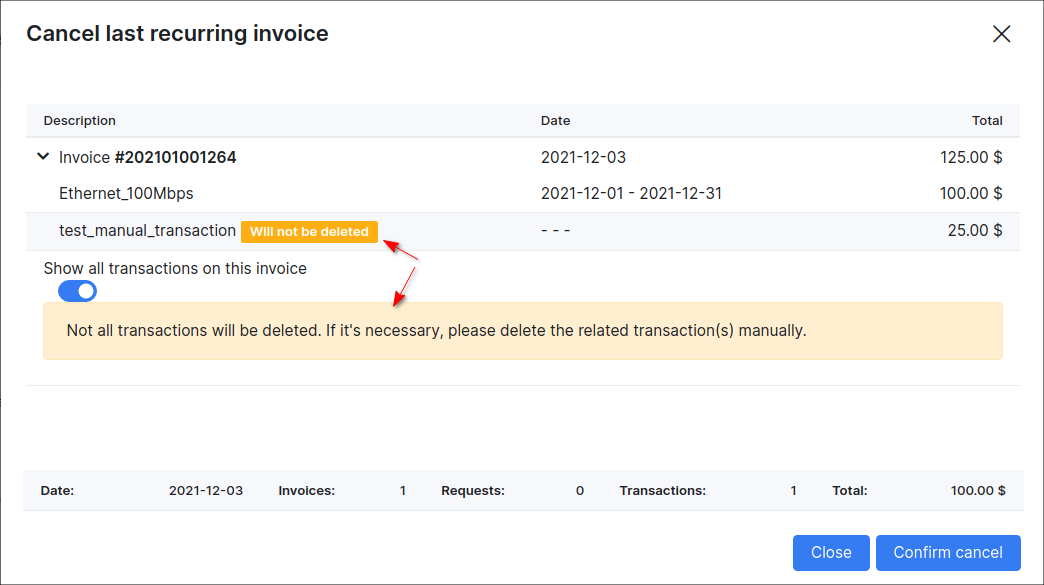 Cancel last recurring invoice
Description Date Total
Invoice #202101001264 2021-12-03 125.00 $
Ethernet_100Mbps 2021-12-01 - 2021-12-31 100.00 $
test_manual_transaction Will not be deleted - - - 25.00 $
Show all transactions on this invoice
Not all transactions will be deleted. If it's necessary, please delete the related transaction(s) manually.
Date: 2021-12-03 Invoices: 1 Requests: 0 Transactions: 1 Total: 100.00 $
Close Confirm cancel